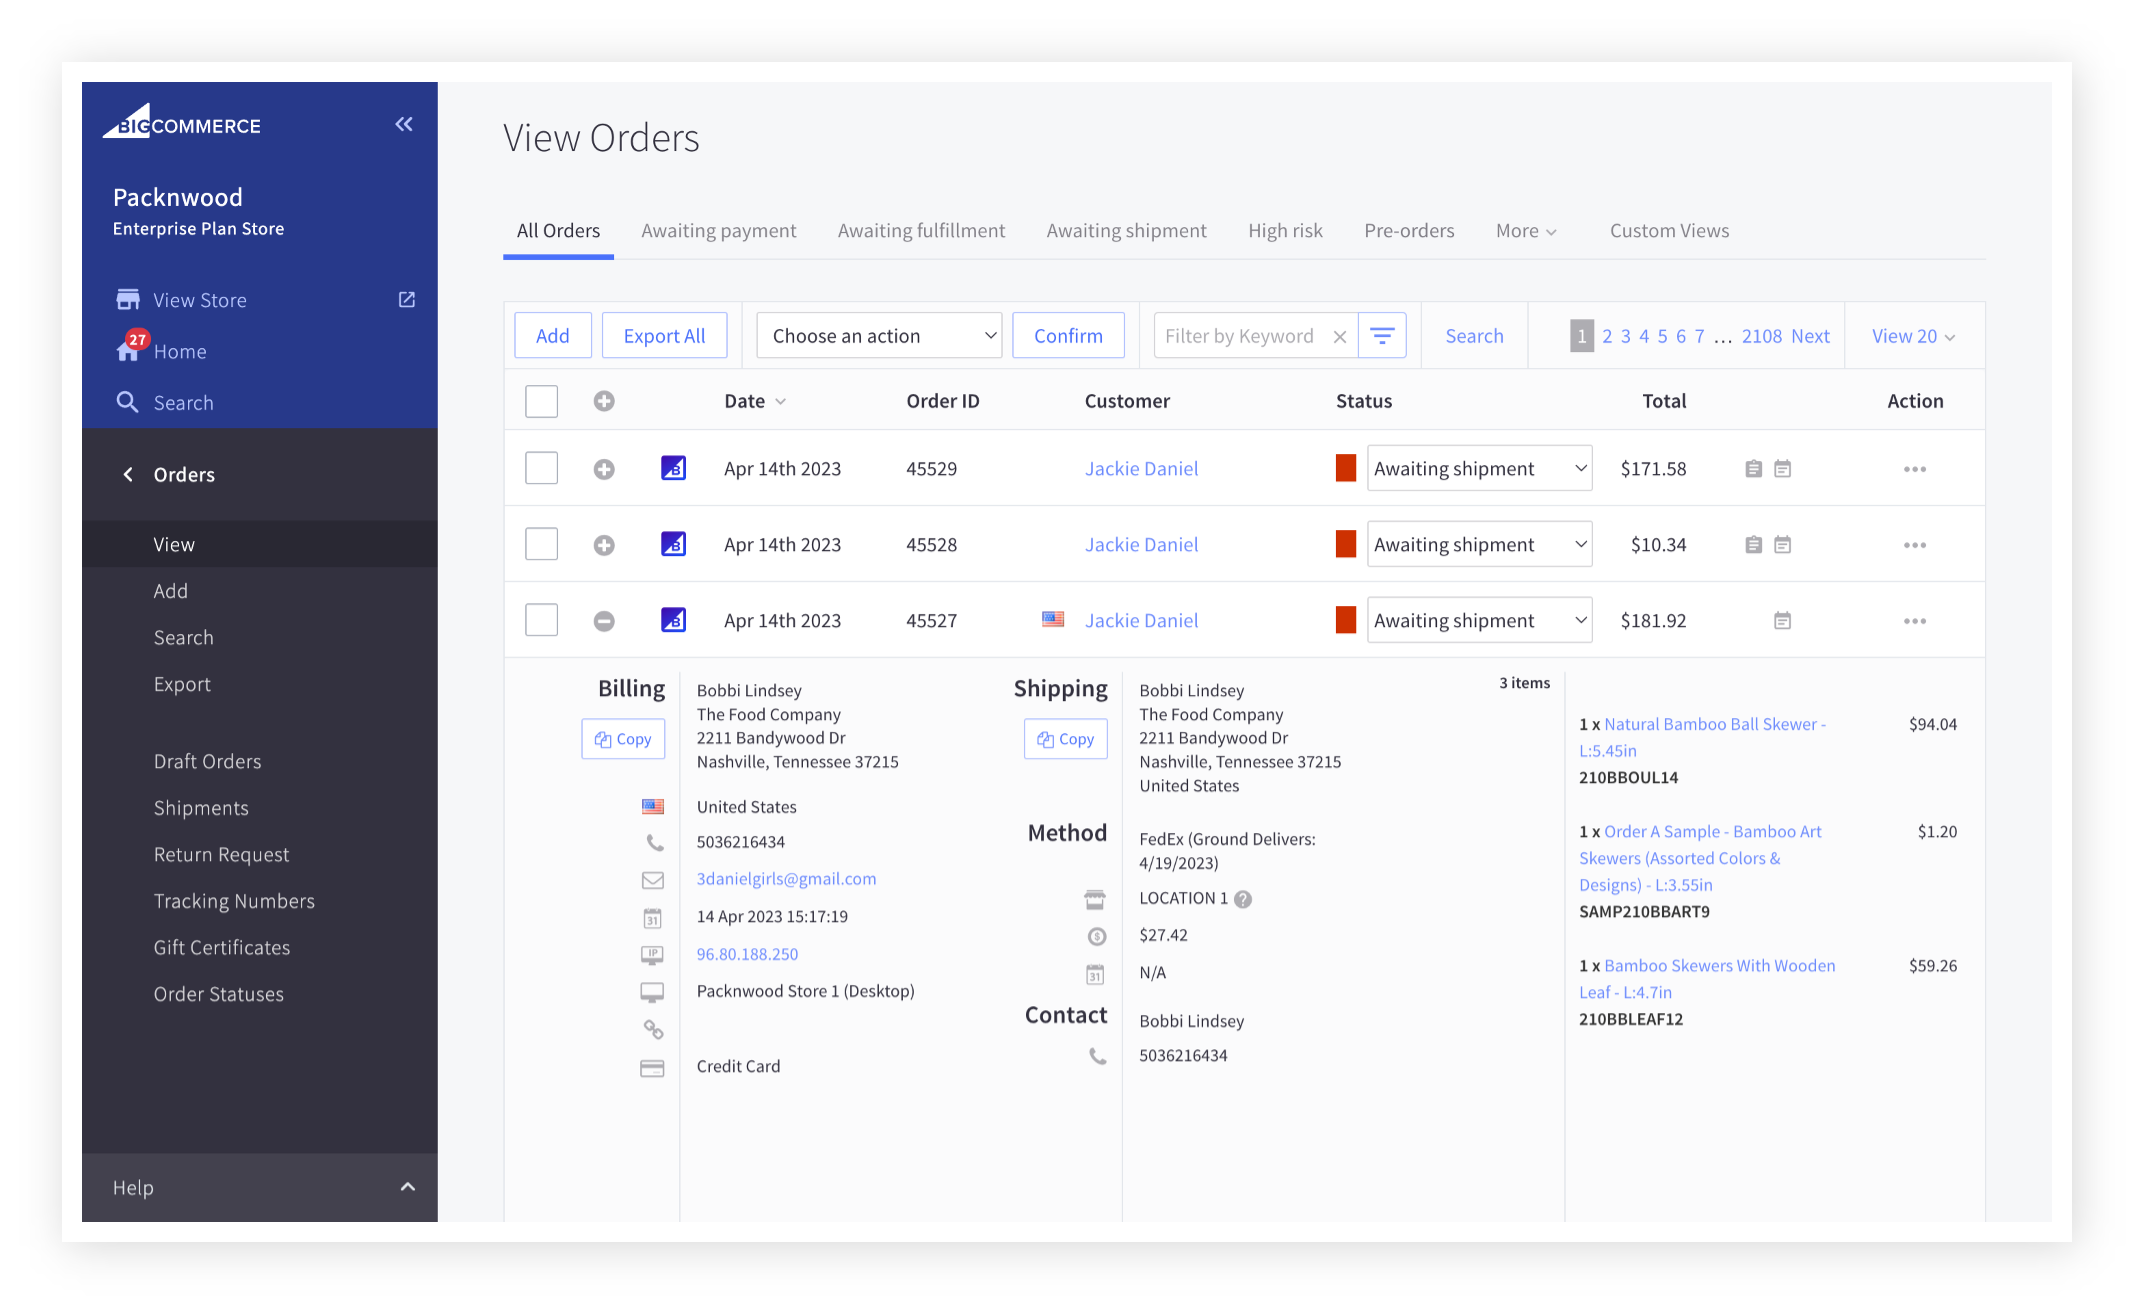 BIGCOMMERCE
Packnwood
Enterprise Plan Store
View Store
27
Home
Search
Orders
View
Add
Search
Export
Draft Orders
Shipments
Return Request
Tracking Numbers
Gift Certificates
Order Statuses
Help
View Orders
All Orders Awaiting payment Awaiting fulfillment Awaiting shipment High risk Pre-orders More Custom Views
Add Export All Choose an action Confirm Filter by Keyword Search 1 2 3 4 5 6 7 ... 2108 Next View 20
Date Order ID Customer Status Total Action
B Apr 14th 2023 45529 Jackie Daniel Awaiting shipment $171.58
B Apr 14th 2023 45528 Jackie Daniel Awaiting shipment $10.34
B Apr 14th 2023 45527 Jackie Daniel Awaiting shipment $181.92
Billing
Copy
Bobbi Lindsey
The Food Company
2211 Bandywood Dr
Nashville, Tennessee 37215
United States
5036216434
3danielgirls@gmail.com
31 14 Apr 2023 15:17:19
IP 96.80.188.250
Packnwood Store 1 (Desktop)
Credit Card
Shipping
Copy
Bobbi Lindsey
The Food Company
2211 Bandywood Dr
Nashville, Tennessee 37215
United States
Method
FedEx (Ground Delivers:
4/19/2023)
LOCATION 1 ?
$ $27.42
31 N/A
Contact
Bobbi Lindsey
5036216434
3 items
1 x Natural Bamboo Ball Skewer - $94.04
L:5.45in
210BBOUL14
1 x Order A Sample - Bamboo Art $1.20
Skewers (Assorted Colors &
Designs) - L:3.55in
SAMP210BBART9
1 x Bamboo Skewers With Wooden $59.26
Leaf - L:4.7in
210BBLEAF12